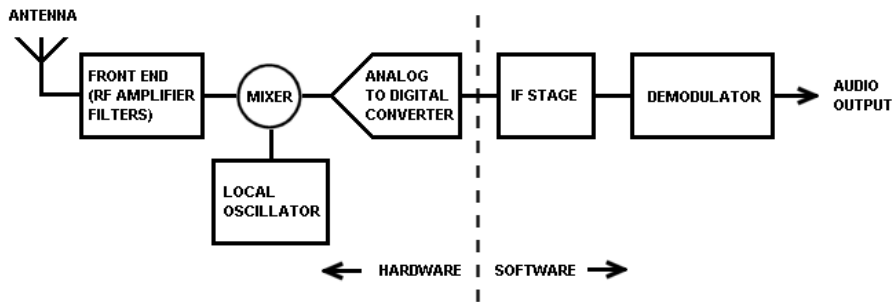 ANTENNA
FRONT END
(RF AMPLIFIER
FILTERS)
MIXER
LOCAL
OSCILLATOR
ANALOG
TO DIGITAL
CONVERTER
IF STAGE
DEMODULATOR
AUDIO
OUTPUT
HARDWARE
SOFTWARE